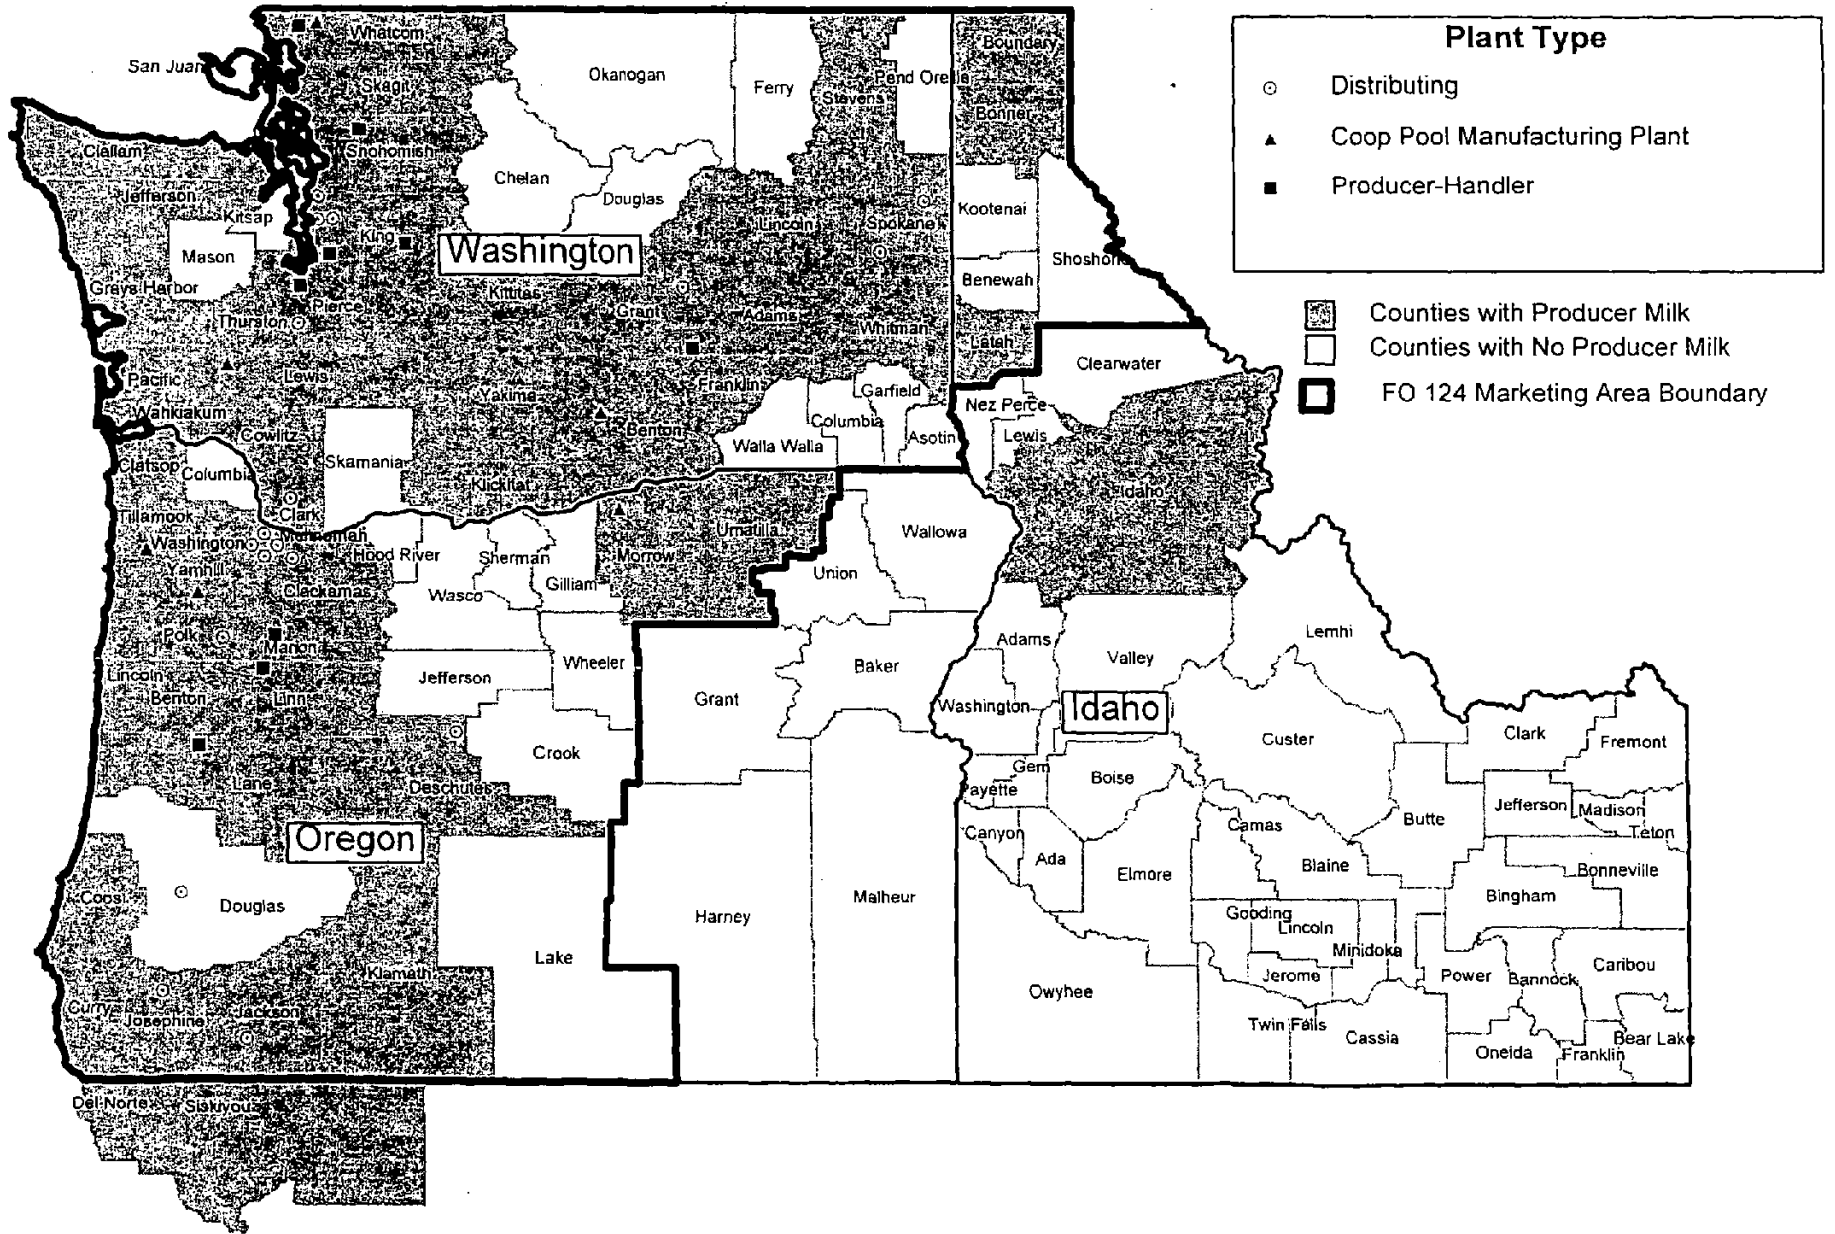 Plant Type
Distributing
Coop Pool Manufacturing Plant
Producer-Handler
Counties with Producer Milk
Counties with No Producer Milk
FO 124 Marketing Area Boundary
Whatcom
San Juan
Skagit
Okanogan
Ferry
Stevens
Pend Oreille
Boundary
Bonner
Clallam
Snohomish
Jefferson
Kitsap
Chelan
Douglas
Lincoln
Spokane
Kootenai
Mason
King
Washington
Shoshone
Benewah
Grays Harbor
Kittitas
Pierce
Grant
Adams
Thurston
Whitman
Latah
Clearwater
Pacific
Lewis
Yakima
Franklin
Garfield
Nez Perce
Wahkiakum
Cowlitz
Benton
Columbia
Walla Walla
Asotin
Lewis
Clatsop
Columbia
Skamania
Klickitat
Idaho
Tillamook
Clark
Washington
Multnomah
Hood River
Sherman
Morrow
Umatilla
Wallowa
Union
Yamhill
Clackamas
Wasco
Gilliam
Polk
Marion
Wheeler
Lincoln
Jefferson
Benton
Linn
Grant
Baker
Adams
Valley
Lemhi
Washington
Idaho
Custer
Clark
Fremont
Crook
Gem
Boise
Payette
Lane
Deschutes
Jefferson
Madison
Teton
Oregon
Canyon
Ada
Camas
Butte
Elmore
Blaine
Bonneville
Bingham
Coos
Douglas
Harney
Malheur
Gooding
Lincoln
Minidoka
Lake
Klamath
Jerome
Power
Bannock
Caribou
Owyhee
Curry
Josephine
Jackson
Twin Falls
Cassia
Oneida
Franklin
Bear Lake
Del Norte
Siskiyou